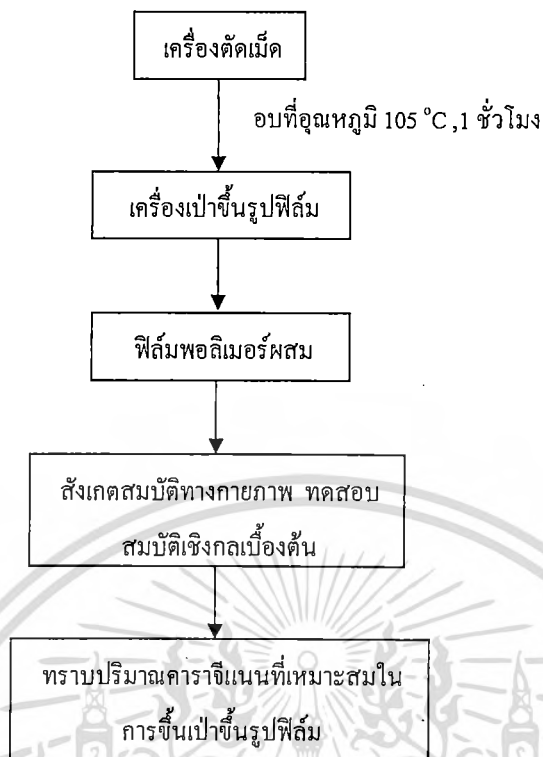 เครื่องตัดเม็ด
อบที่อุณหภูมิ 105 °C ,1 ชั่วโมง
เครื่องเป่าขึ้นรูปฟิล์ม
ฟิล์มพอลิเมอร์ผสม
สังเกตสมบัติทางกายภาพ ทดสอบ
สมบัติเชิงกลเบื้องต้น
ทราบปริมาณคาราจีแนนที่เหมาะสมใน
การขึ้นเป่าขึ้นรูปฟิล์ม